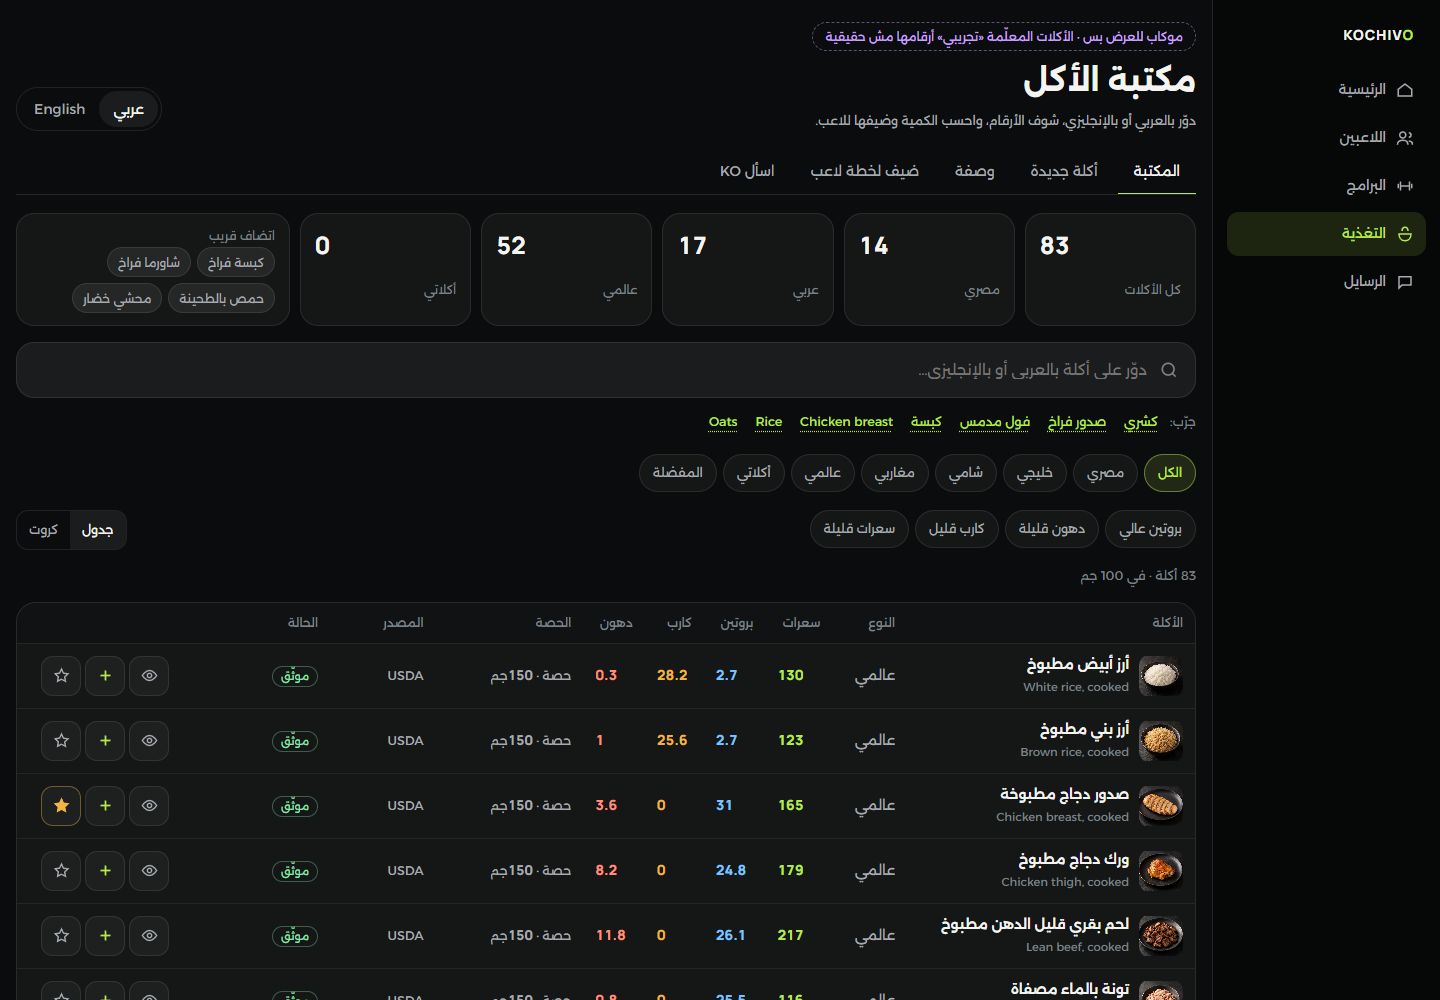 KOCHIVO
الرئيسية
اللاعبين
البرامج
التغذية
الرسايل
موكاب للعرض بس · الأكلات المعلّمة «تجريبي» أرقامها مش حقيقية
مكتبة الأكل
دوّر بالعربي أو بالإنجليزي، شوف الأرقام، واحسب الكمية وضيفها للاعب.
عربي English
المكتبة أكلة جديدة وصفة ضيف لخطة لاعب اسأل KO
83
كل الأكلات
14
مصري
17
عربي
52
عالمي
0
أكلاتي
اتضاف قريب
كبسة فراخ شاورما فراخ
حمص بالطحينة محشي خضار
دوّر على أكلة بالعربي أو بالإنجليزي...
جرّب: كشري صدور فراخ فول مدمس كبسة Chicken breast Rice Oats
الكل مصري خليجي شامي مغاربي عالمي أكلاتي المفضلة
بروتين عالي دهون قليلة كارب قليل سعرات قليلة
جدول كروت
83 أكلة · في 100 جم
الأكلة النوع سعرات بروتين كارب دهون الحصة المصدر الحالة
أرز أبيض مطبوخ
White rice, cooked
عالمي 130 2.7 28.2 0.3 حصة · 150جم USDA موثّق
أرز بني مطبوخ
Brown rice, cooked
عالمي 123 2.7 25.6 1 حصة · 150جم USDA موثّق
صدور دجاج مطبوخة
Chicken breast, cooked
عالمي 165 31 0 3.6 حصة · 150جم USDA موثّق
ورك دجاج مطبوخ
Chicken thigh, cooked
عالمي 179 24.8 0 8.2 حصة · 150جم USDA موثّق
لحم بقري قليل الدهن مطبوخ
Lean beef, cooked
عالمي 217 26.1 0 11.8 حصة · 150جم USDA موثّق
تونة بالماء مصفاة